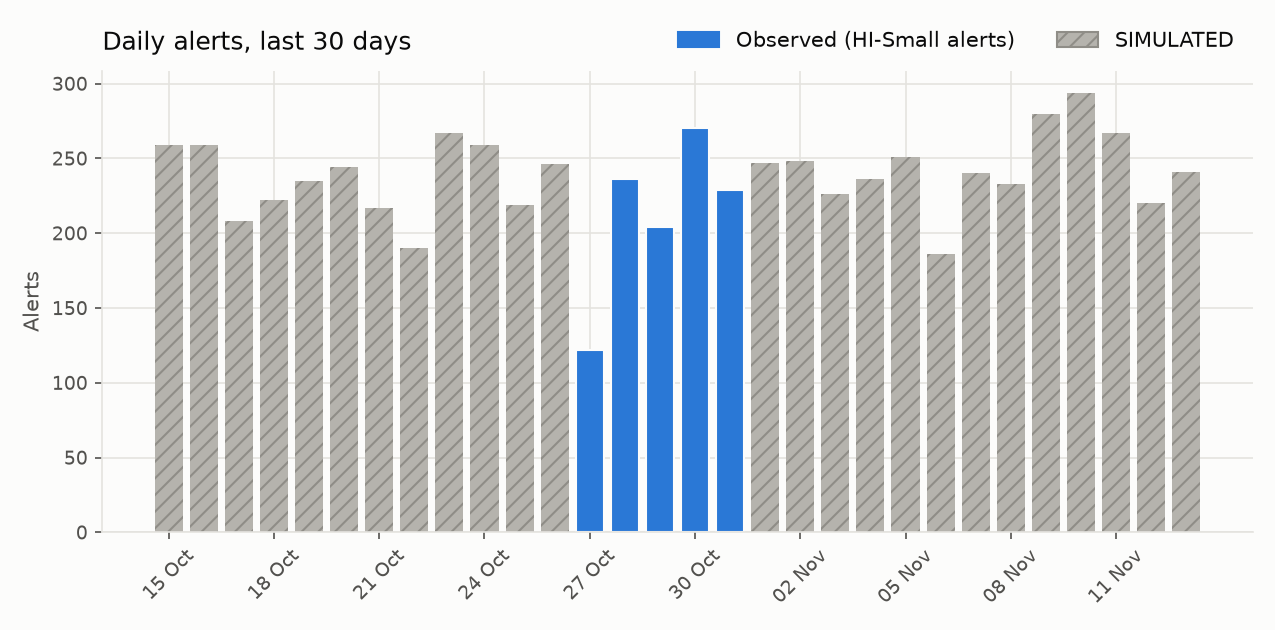 Daily alerts, last 30 days
Observed (HI-Small alerts)
SIMULATED
Alerts
300
250
200
150
100
50
0
15 Oct
18 Oct
21 Oct
24 Oct
27 Oct
30 Oct
02 Nov
05 Nov
08 Nov
11 Nov